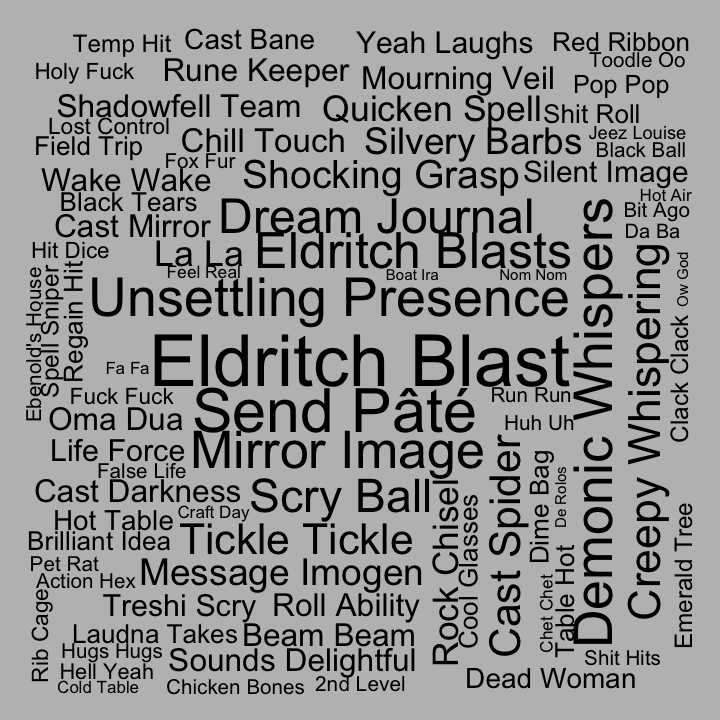 Temp Hit
Cast Bane
Yeah Laughs
Red Ribbon
Toodle Oo
Holy Fuck
Rune Keeper
Mourning Veil
Pop Pop
Shadowfell Team
Quicken Spell
Shit Roll
Lost Control
Field Trip
Chill Touch
Silvery Barbs
Jeez Louise
Black Ball
Fox Fur
Wake Wake
Shocking Grasp
Silent Image
Hot Air
Black Tears
Bit Ago
Cast Mirror
Dream Journal
Da Ba
Hit Dice
La La
Eldritch Blasts
Feel Real
Boat Ira
Nom Nom
Ow God
Ebenold's House
Spell Sniper
Regain Hit
Unsettling Presence
Demonic Whispers
Creepy Whispering
Clack Clack
Fa Fa
Eldritch Blast
Fuck Fuck
Run Run
Oma Dua
Send Pâté
Huh Uh
Life Force
Mirror Image
False Life
Cast Darkness
Scry Ball
Rock Chisel
Cool Glasses
Cast Spider
Dime Bag
De Rolos
Hot Table
Craft Day
Brilliant Idea
Tickle Tickle
Emerald Tree
Pet Rat
Action Hex
Message Imogen
Chet Chet
Table Hot
Rib Cage
Treshi Scry
Roll Ability
Laudna Takes
Beam Beam
Hugs Hugs
Hell Yeah
Sounds Delightful
Shit Hits
Cold Table
Chicken Bones
2nd Level
Dead Woman